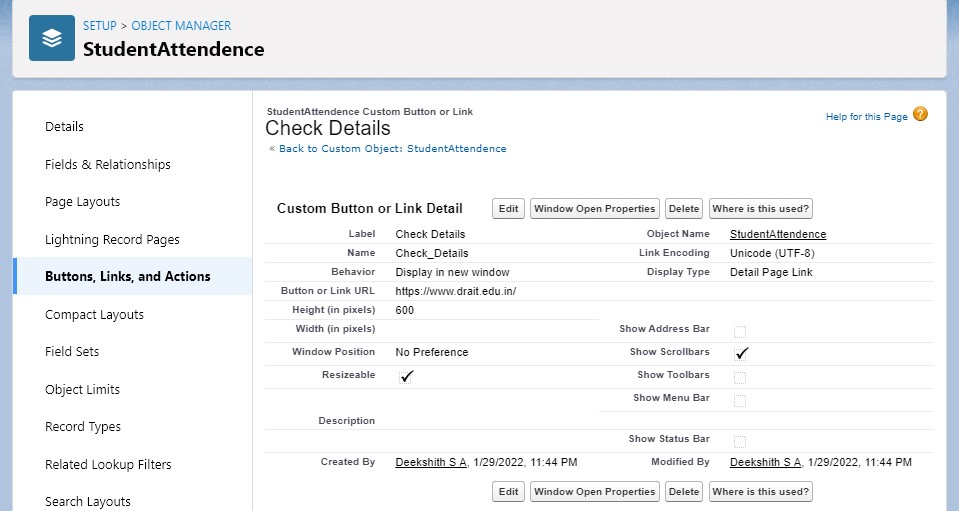 SETUP > OBJECT MANAGER
StudentAttendence
Details
Fields & Relationships
Page Layouts
Lightning Record Pages
Buttons, Links, and Actions
Compact Layouts
Field Sets
Object Limits
Record Types
Related Lookup Filters
Search Layouts
StudentAttendence Custom Button or Link
Check Details
« Back to Custom Object: StudentAttendence
Help for this Page ?
Custom Button or Link Detail Edit Window Open Properties Delete Where is this used?
Label Check Details Object Name StudentAttendence
Name Check_Details Link Encoding Unicode (UTF-8)
Behavior Display in new window Display Type Detail Page Link
Button or Link URL https://www.drait.edu.in/
Height (in pixels) 600
Width (in pixels) Show Address Bar
Window Position No Preference Show Scrollbars ✓
Resizeable ✓ Show Toolbars
Show Menu Bar
Description
Show Status Bar
Created By Deekshith S A, 1/29/2022, 11:44 PM Modified By Deekshith S A, 1/29/2022, 11:44 PM
Edit Window Open Properties Delete Where is this used?